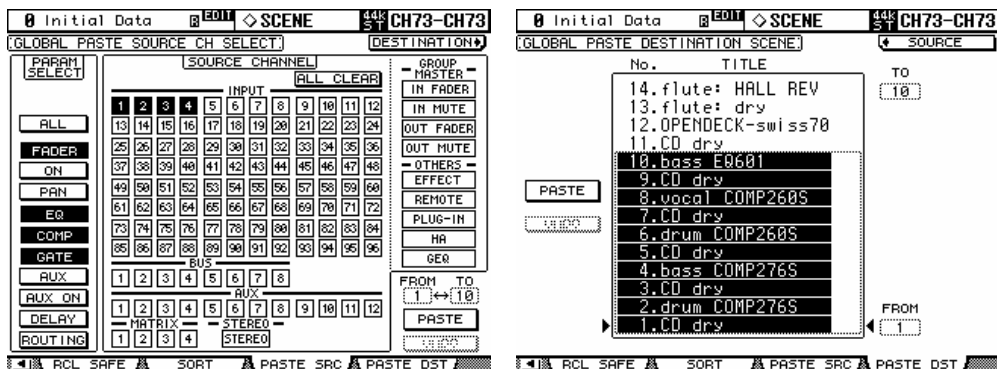 0 Initial Data R EDIT ◇SCENE 44K ST CH73-CH73
GLOBAL PASTE SOURCE CH SELECT DESTINATION
PARAM SELECT
ALL
FADER
ON
PAN
EQ
COMP
GATE
AUX
AUX ON
DELAY
ROUTING
SOURCE CHANNEL
ALL CLEAR
INPUT
1 2 3 4 5 6 7 8 9 10 11 12
13 14 15 16 17 18 19 20 21 22 23 24
25 26 27 28 29 30 31 32 33 34 35 36
37 38 39 40 41 42 43 44 45 46 47 48
49 50 51 52 53 54 55 56 57 58 59 60
61 62 63 64 65 66 67 68 69 70 71 72
73 74 75 76 77 78 79 80 81 82 83 84
85 86 87 88 89 90 91 92 93 94 95 96
BUS
1 2 3 4 5 6 7 8
AUX
1 2 3 4 5 6 7 8 9 10 11 12
MATRIX STEREO
1 2 3 4 STEREO
GROUP MASTER
IN FADER
IN MUTE
OUT FADER
OUT MUTE
OTHERS
EFFECT
REMOTE
PLUG-IN
HA
GEQ
FROM TO
1↔10
PASTE
RCL SAFE SORT PASTE SRC PASTE DST
0 Initial Data R EDIT ◇SCENE 44K ST CH73-CH73
GLOBAL PASTE DESTINATION SCENE SOURCE
No. TITLE
14.flute: HALL REV
13.flute: dry
12.OPENDECK-swiss70
11.CD dry
10.bass EQ601
9.CD dry
8.vocal COMP260S
7.CD dry
6.drum COMP260S
5.CD dry
4.bass COMP276S
3.CD dry
2.drum COMP276S
1.CD dry
PASTE
TO
10
FROM
1
RCL SAFE SORT PASTE SRC PASTE DST